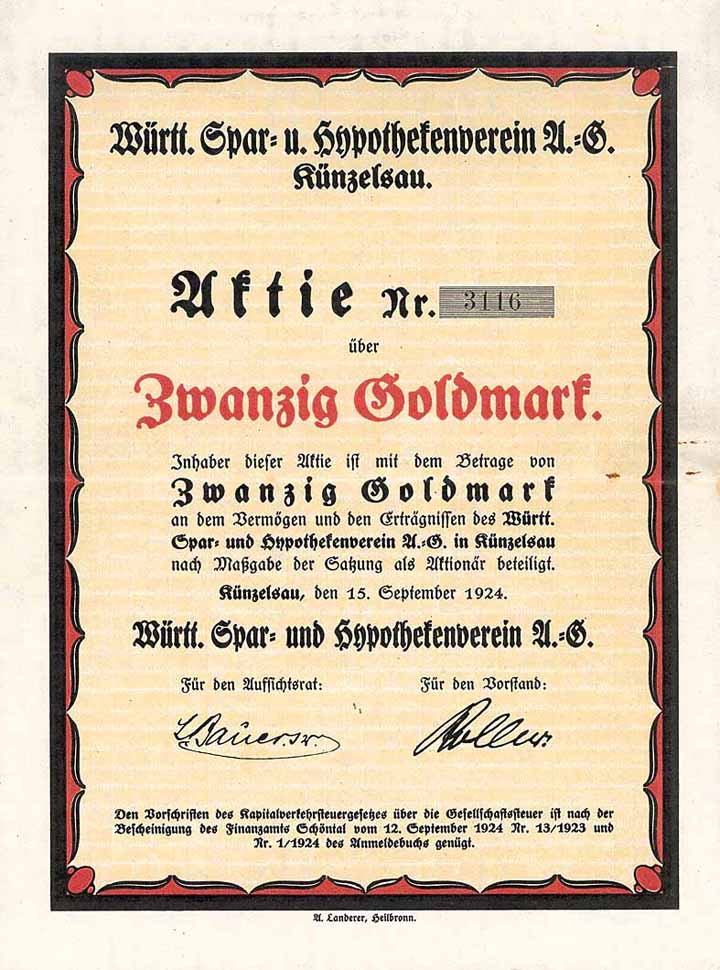 Württ. Spar- u. Hypothekenverein A.-G.
Künzelsau.
Aktie Nr. 3116
über
Zwanzig Goldmark.
Inhaber dieser Aktie ist mit dem Betrage von
Zwanzig Goldmark
an dem Vermögen und den Erträgnissen des Württ.
Spar- und Hypothekenverein A.-G. in Künzelsau
nach Maßgabe der Satzung als Aktionär beteiligt.
Künzelsau, den 15. September 1924.
Württ. Spar- und Hypothekenverein A.-G.
Für den Aufsichtsrat: Für den Vorstand:
Den Vorschriften des Kapitalverkehrsteuergesetzes über die Gesellschaftssteuer ist nach der
Bescheinigung des Finanzamts Schöntal vom 12. September 1924 Nr. 13/1923 und
Nr. 1/1924 des Anmeldebuchs genügt.
A. Landerer, Heilbronn.